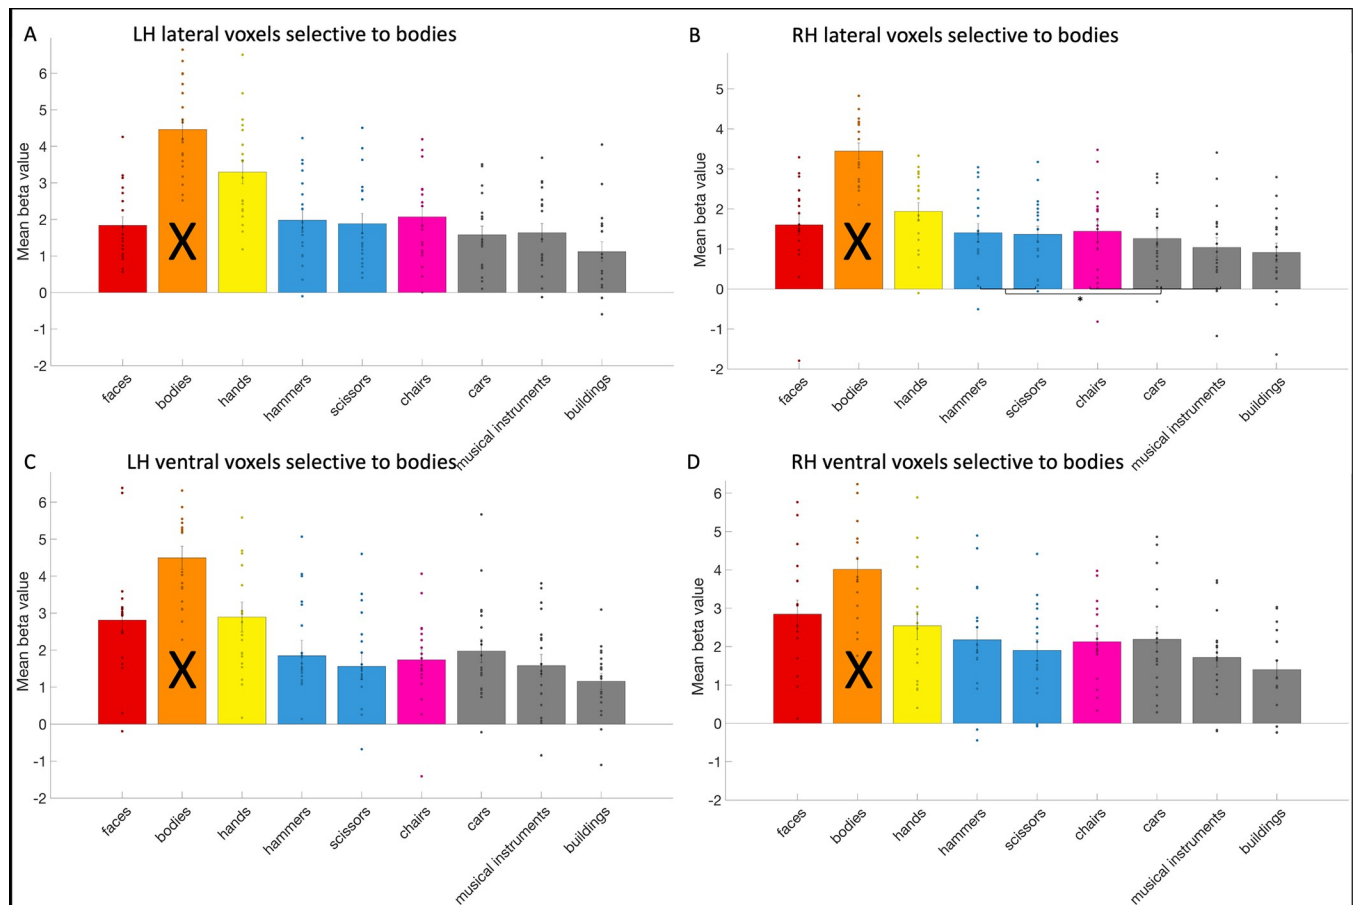 A
LH lateral voxels selective to bodies
Mean beta value
6
5
4
3
2
1
0
-1
-2
X
faces
bodies
hands
hammers
scissors
chairs
cars
musical instruments
buildings
B
RH lateral voxels selective to bodies
Mean beta value
5
4
3
2
1
0
-1
-2
X
*
faces
bodies
hands
hammers
scissors
chairs
cars
musical instruments
buildings
C
LH ventral voxels selective to bodies
Mean beta value
6
5
4
3
2
1
0
-1
-2
X
faces
bodies
hands
hammers
scissors
chairs
cars
musical instruments
buildings
D
RH ventral voxels selective to bodies
Mean beta value
6
5
4
3
2
1
0
-1
-2
X
faces
bodies
hands
hammers
scissors
chairs
cars
musical instruments
buildings